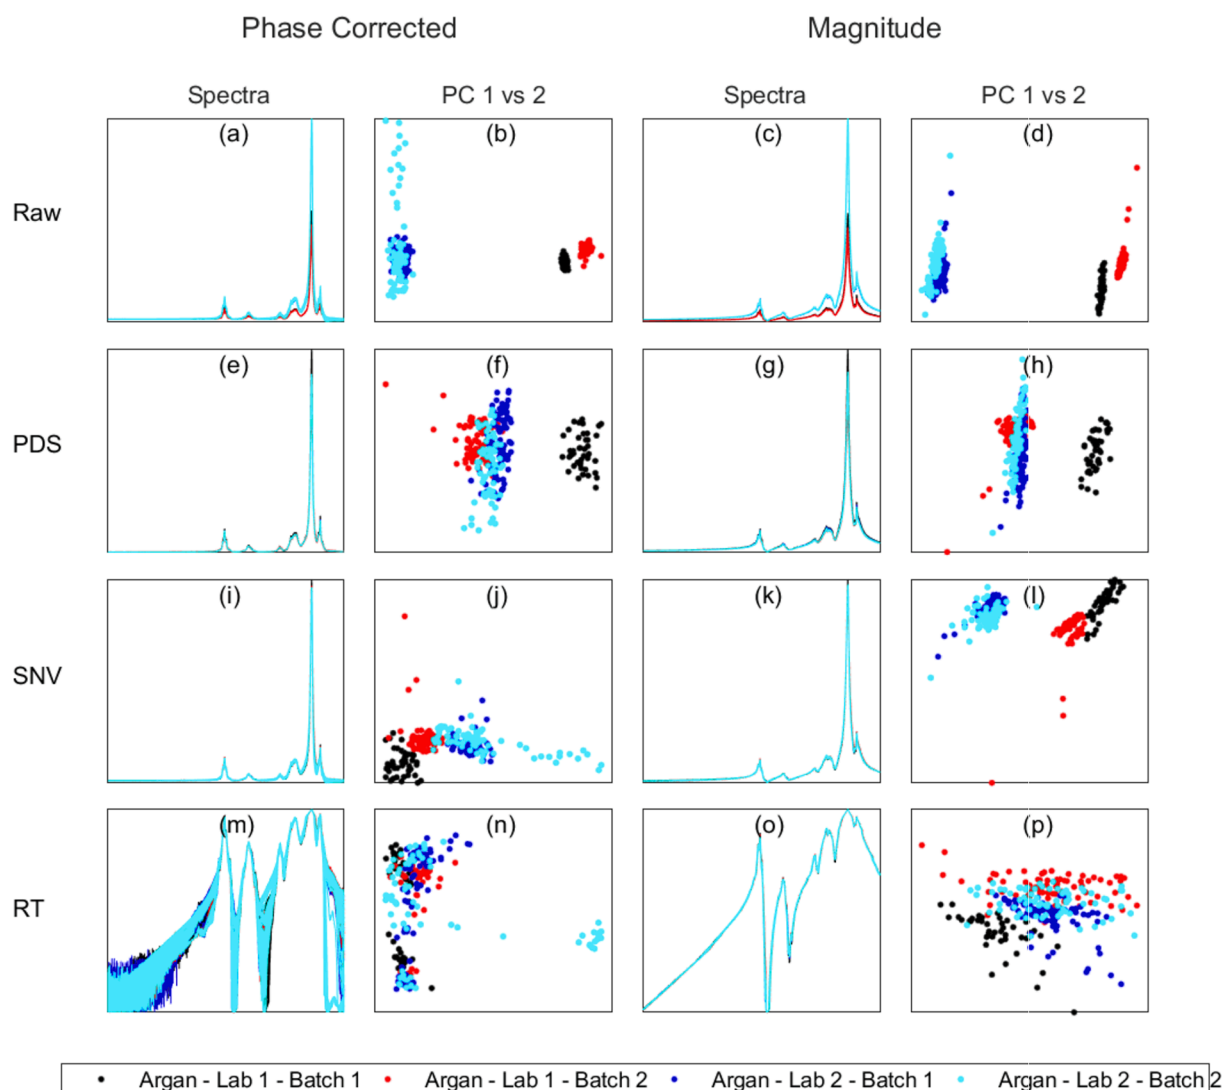 Phase Corrected Magnitude
Spectra PC 1 vs 2 Spectra PC 1 vs 2
Raw (a) (b) (c) (d)
PDS (e) (f) (g) (h)
SNV (i) (j) (k) (l)
RT (m) (n) (o) (p)
Argan - Lab 1 - Batch 1 Argan - Lab 1 - Batch 2 Argan - Lab 2 - Batch 1 Argan - Lab 2 - Batch 2